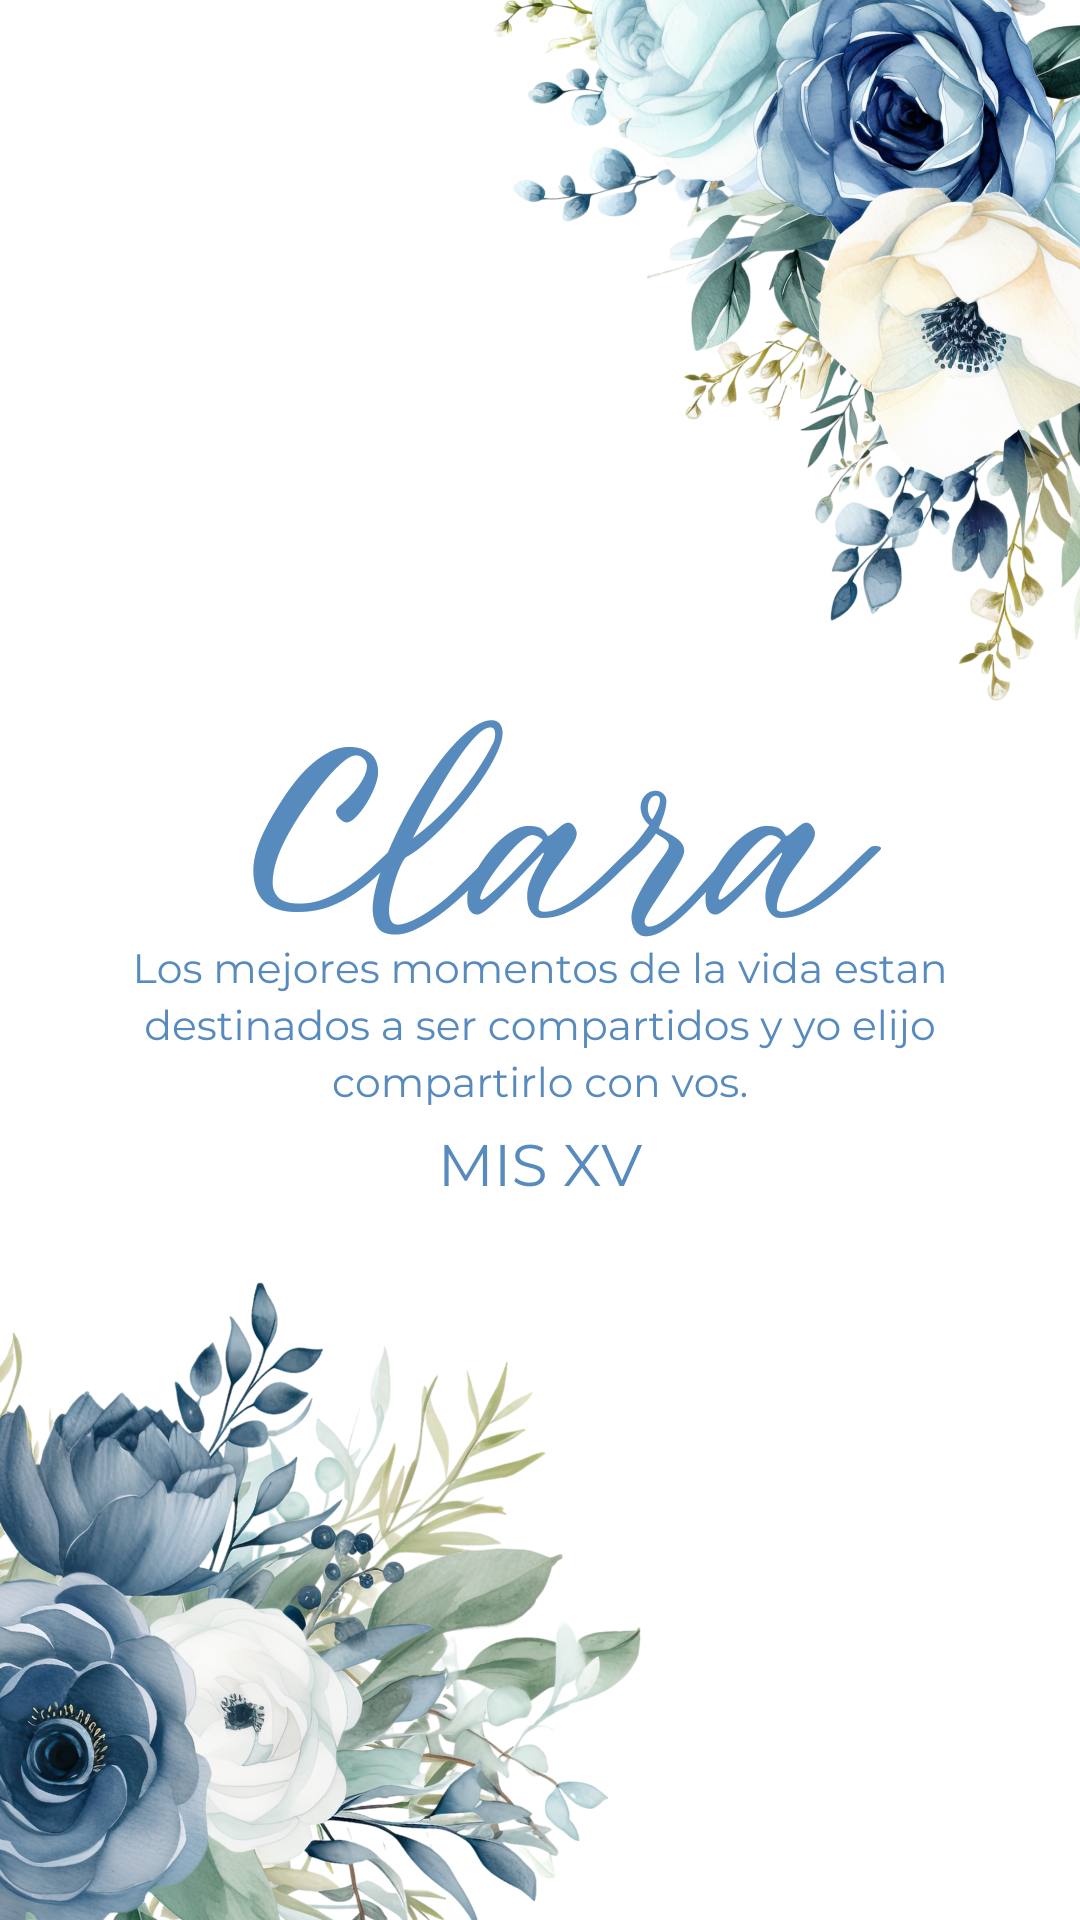 Clara
Los mejores momentos de la vida estan
destinados a ser compartidos y yo elijo
compartirlo con vos.
MIS XV